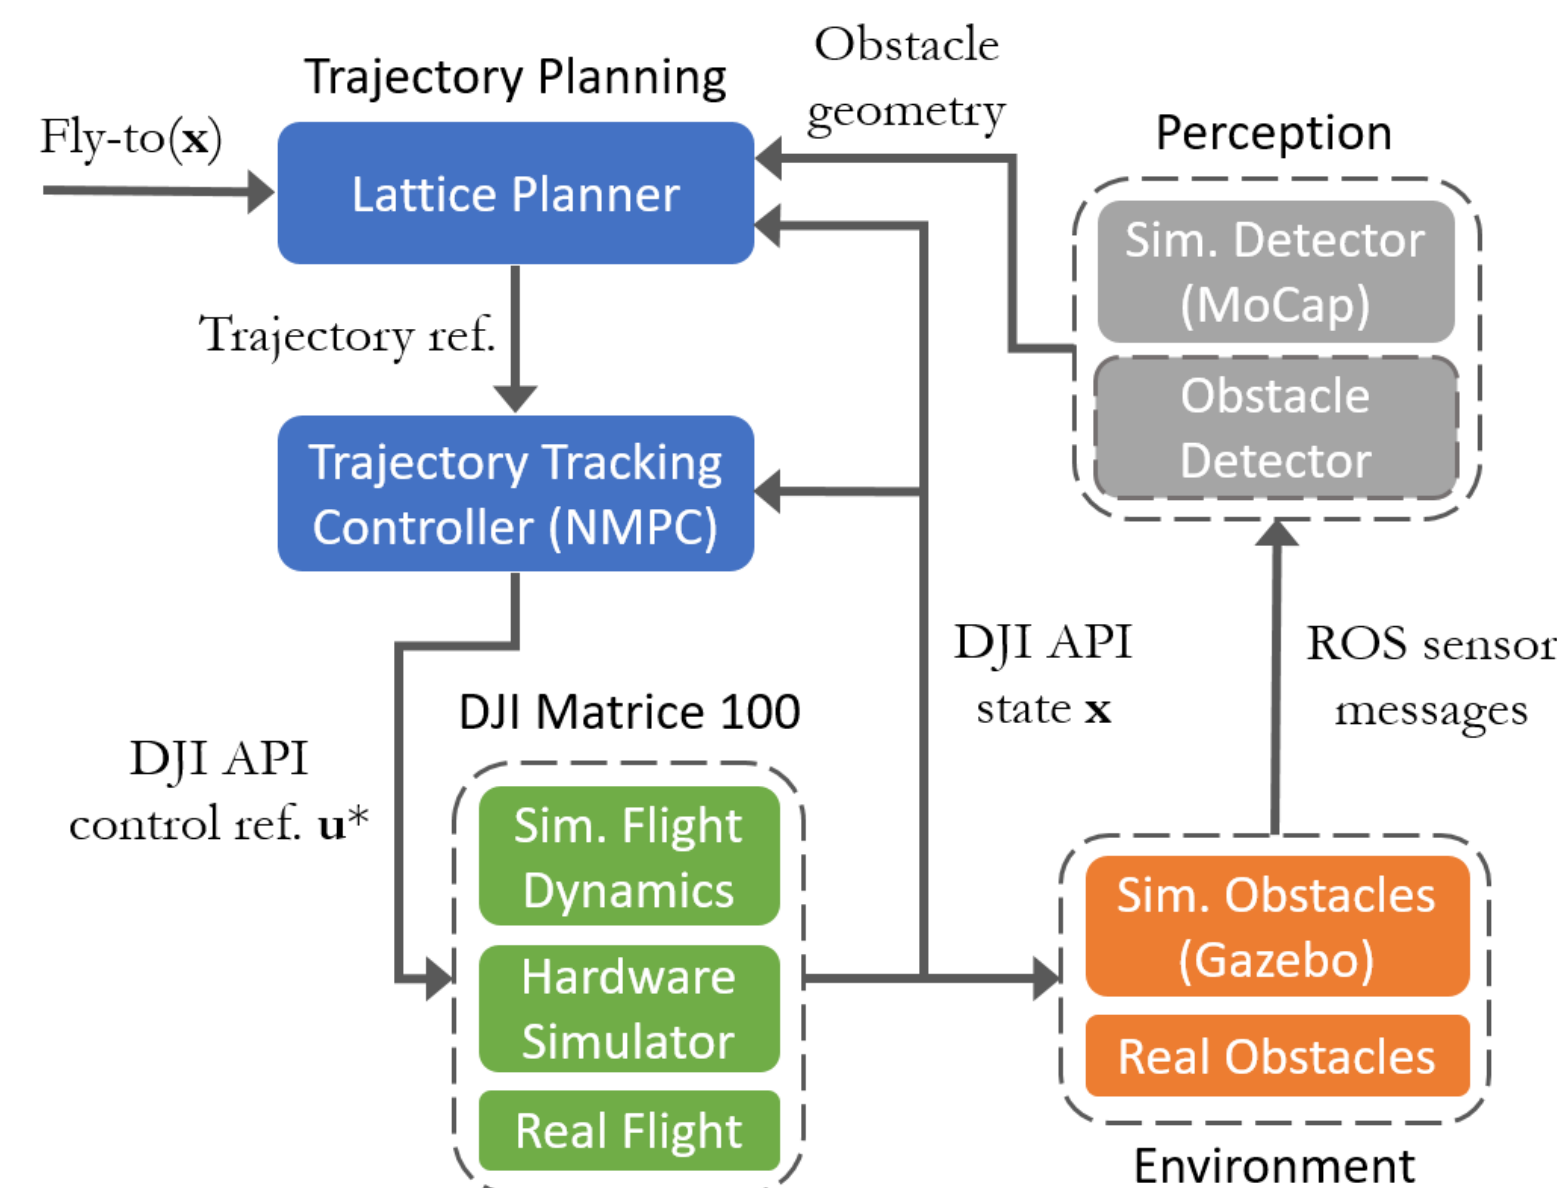 Obstacle
geometry
Trajectory Planning
Fly-to(x)
Lattice Planner
Perception
Sim. Detector
(MoCap)
Obstacle
Detector
Trajectory ref.
Trajectory Tracking
Controller (NMPC)
DJI API
state x
ROS sensor
messages
DJI Matrice 100
DJI API
control ref. u*
Sim. Flight
Dynamics
Hardware
Simulator
Real Flight
Sim. Obstacles
(Gazebo)
Real Obstacles
Environment